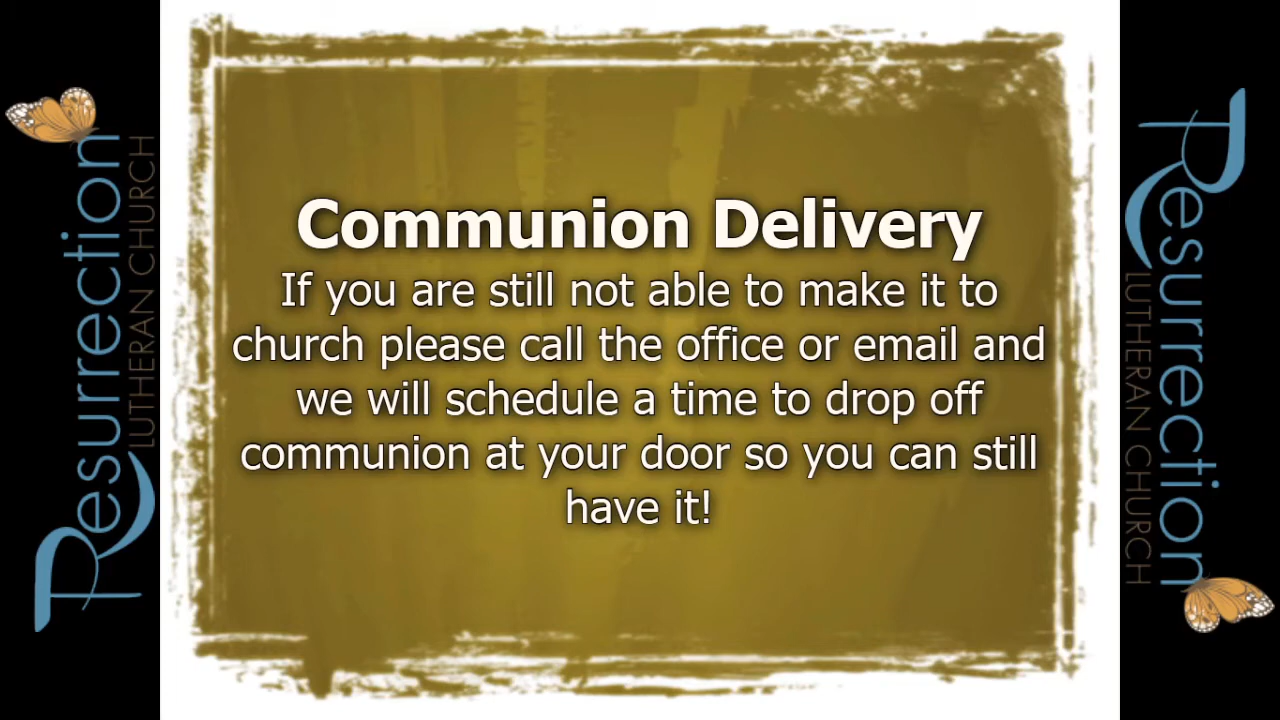 Resurrection
LUTHERAN CHURCH
Communion Delivery
If you are still not able to make it to
church please call the office or email and
we will schedule a time to drop off
communion at your door so you can still
have it!
Resurrection
LUTHERAN CHURCH